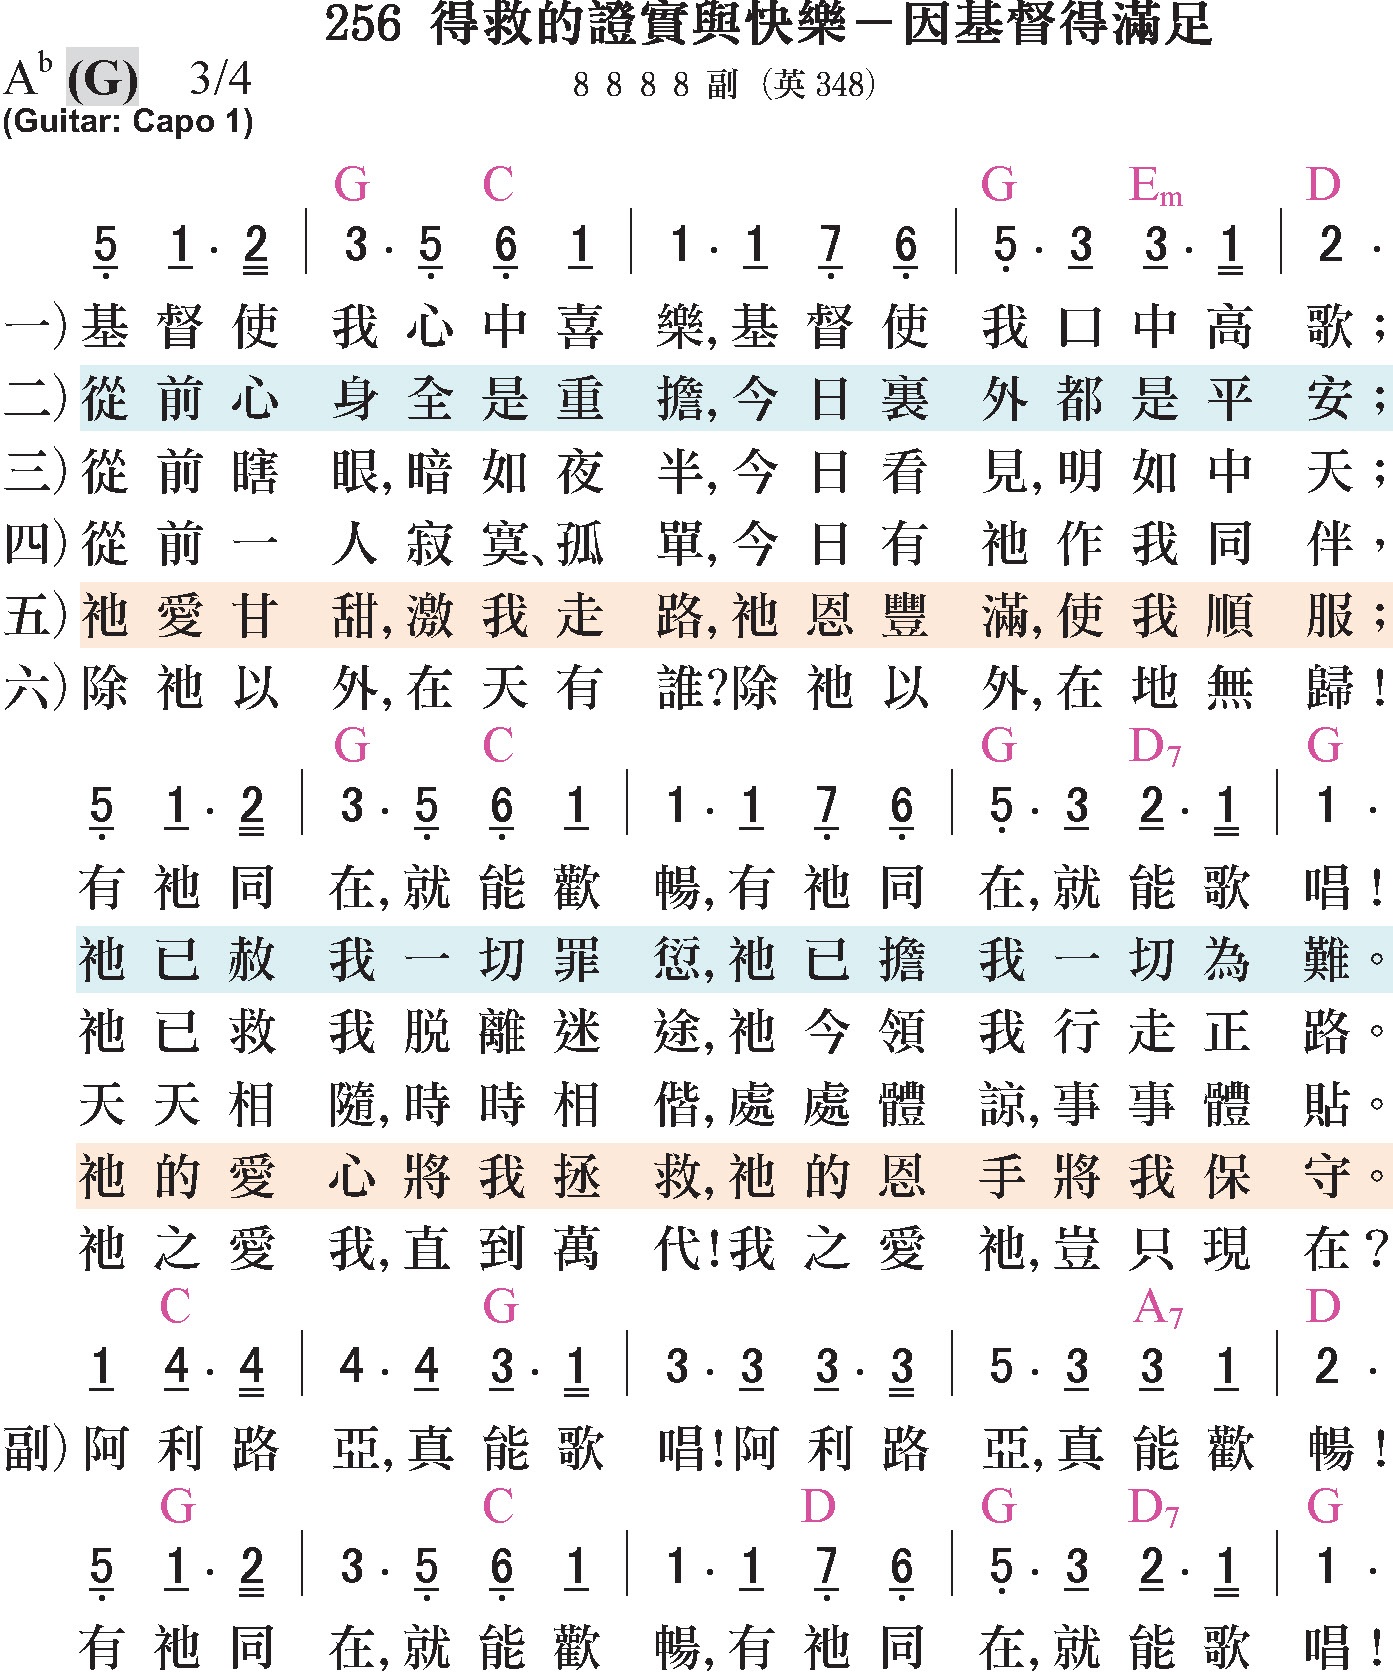 256 得救的證實與快樂－因基督得滿足
A♭ (G) 3/4 8 8 8 8 副 (英 348)
(Guitar: Capo 1)
G C G Em D
5 1 · 2 | 3 · 5 6 1 | 1 · 1 7 6 | 5 · 3 3 · 1 | 2 ·
一) 基督使我心中喜樂,基督使我口中高歌;
二) 從前心身全是重擔,今日裏外都是平安;
三) 從前瞎眼,暗如夜半,今日看見,明如中天;
四) 從前一人寂寞、孤單,今日有祂作我同伴,
五) 祂愛甘甜,激我走路,祂恩豐滿,使我順服;
六) 除祂以外,在天有誰?除祂以外,在地無歸!
G C G D7 G
5 1 · 2 | 3 · 5 6 1 | 1 · 1 7 6 | 5 · 3 2 · 1 | 1 ·
有祂同在,就能歡暢,有祂同在,就能歌唱!
祂已赦我一切罪愆,祂已擔我一切為難。
祂已救我脱離迷途,祂今領我行走正路。
天天相隨,時時相偕,處處體諒,事事體貼。
祂的愛心將我拯救,祂的恩手將我保守。
祂之愛我,直到萬代!我之愛祂,豈只現在?
C G A7 D
1 4 · 4 | 4 · 4 3 · 1 | 3 · 3 3 · 3 | 5 · 3 3 1 | 2 ·
副) 阿利路亞,真能歌唱!阿利路亞,真能歡暢!
G C D G D7 G
5 1 · 2 | 3 · 5 6 1 | 1 · 1 7 6 | 5 · 3 2 · 1 | 1 ·
有祂同在,就能歡暢,有祂同在,就能歌唱!